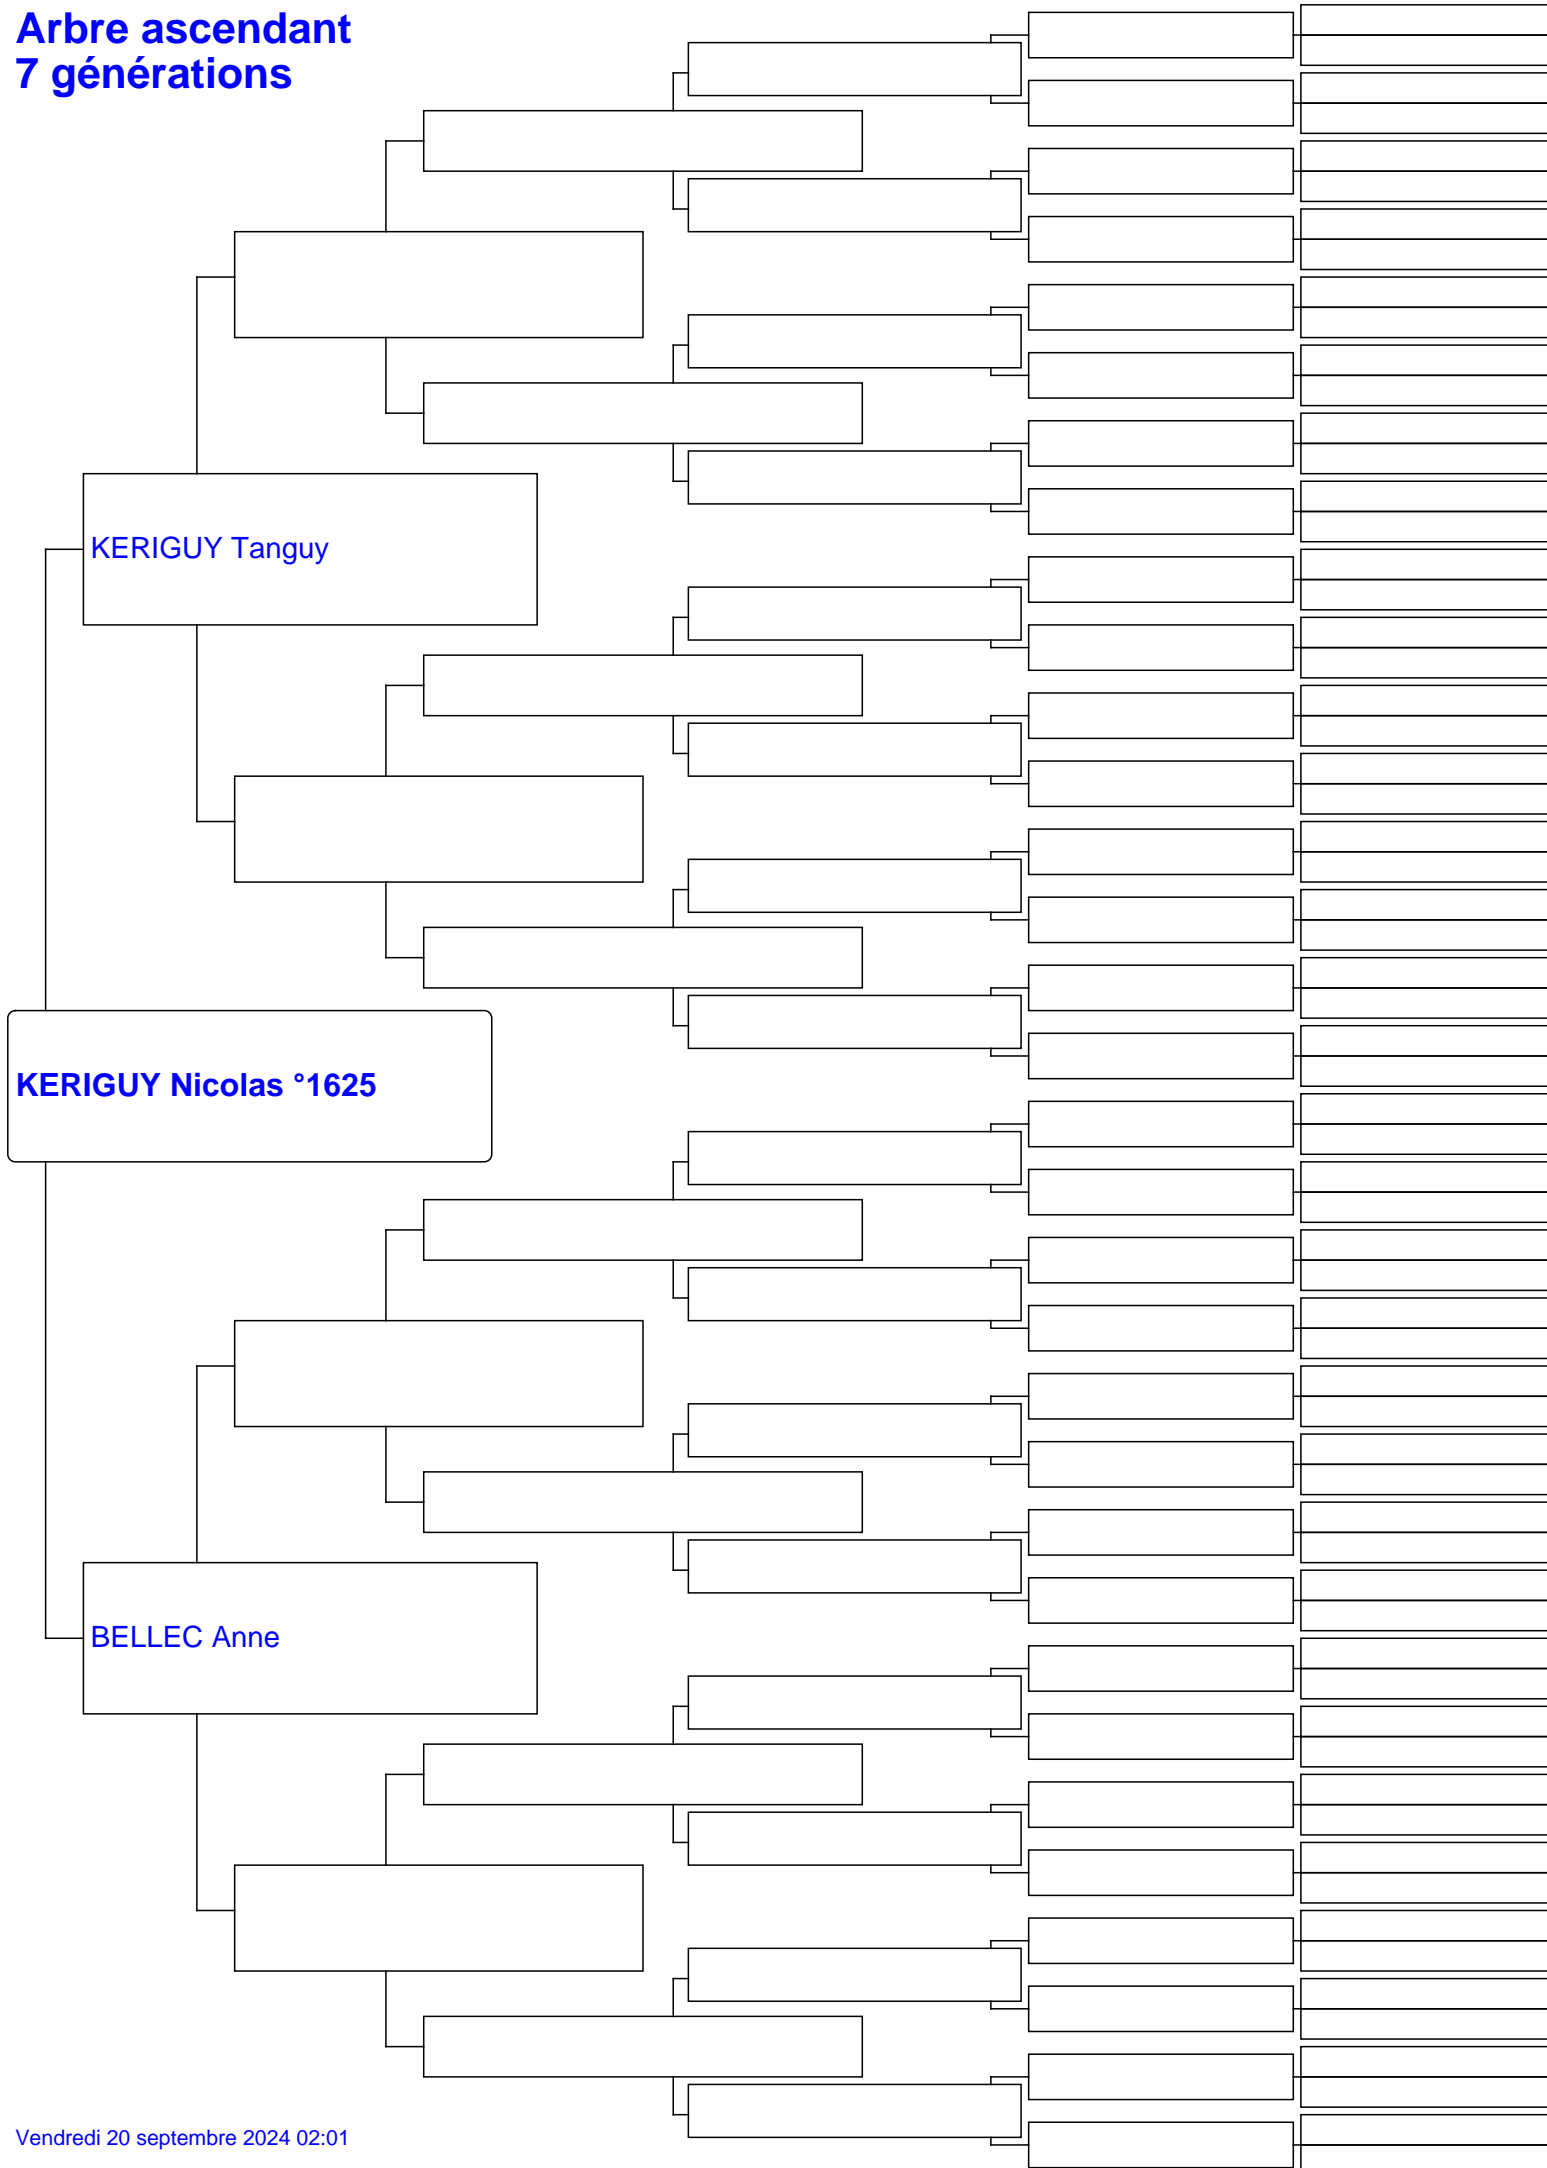 Arbre ascendant
7 générations
KERIGUY Tanguy
KERIGUY Nicolas °1625
BELLEC Anne
Vendredi 20 septembre 2024 02:01